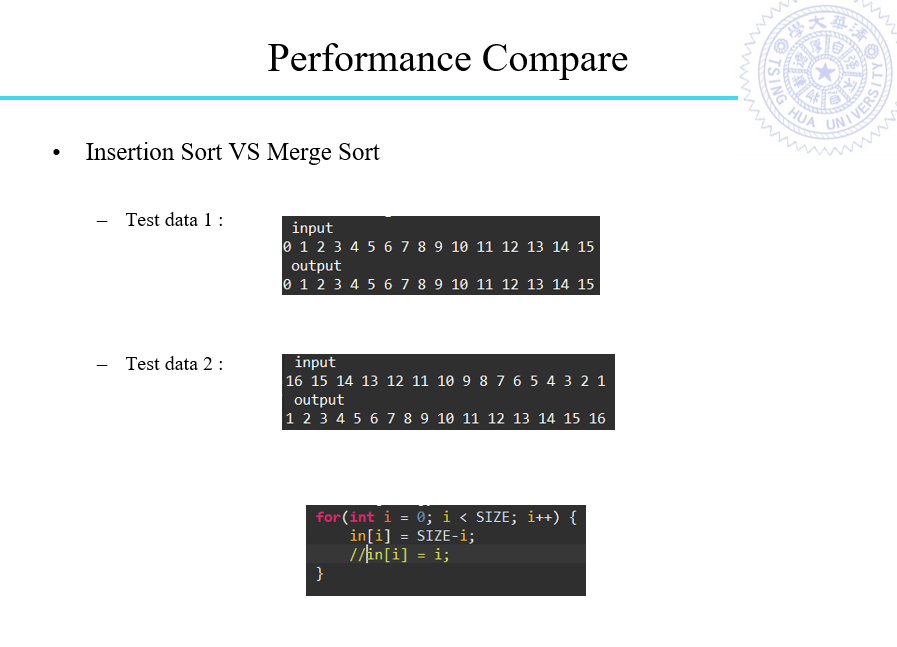 Performance Compare
• Insertion Sort VS Merge Sort
– Test data 1 :
input
0 1 2 3 4 5 6 7 8 9 10 11 12 13 14 15
output
0 1 2 3 4 5 6 7 8 9 10 11 12 13 14 15
– Test data 2 :
input
16 15 14 13 12 11 10 9 8 7 6 5 4 3 2 1
output
1 2 3 4 5 6 7 8 9 10 11 12 13 14 15 16
for(int i = 0; i < SIZE; i++) {
in[i] = SIZE-i;
//in[i] = i;
}
TSING HUA UNIVERSITY